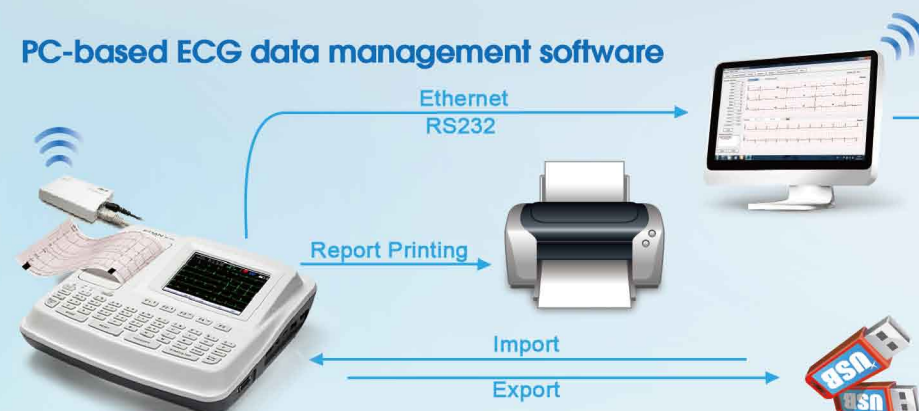 PC-based ECG data management software
Ethernet
RS232
Report Printing
Import
Export
USB
USB